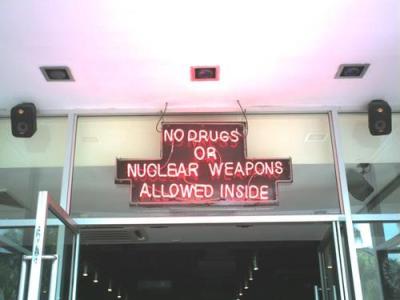 NO DRUGS
OR
NUCLEAR WEAPONS
ALLOWED INSIDE